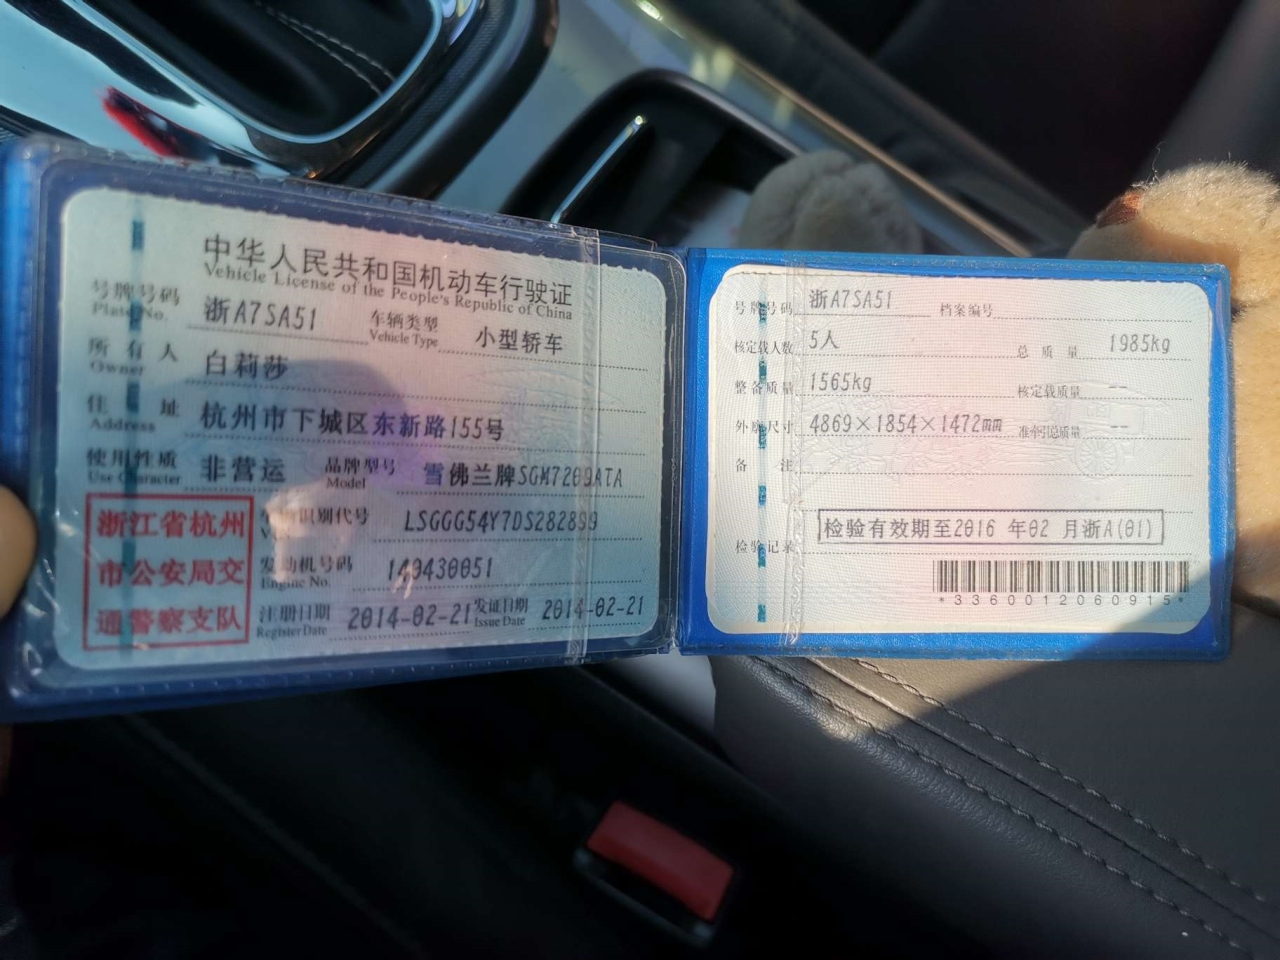 中华人民共和国机动车行驶证
Vehicle License of the People's Republic of China
号牌号码 浙A7SA51 车辆类型 小型轿车
Plate No. Vehicle Type
所有人 白莉莎
Owner
住址 杭州市下城区东新路155号
Address
使用性质 非营运 品牌型号 雪佛兰牌SGM7209ATA
Use Character Model
浙江省杭州
市公安局交
通警察支队
识别代号 LSGGG54Y7DS282899
发动机号码 140430051
Engine No.
注册日期 2014-02-21 发证日期 2014-02-21
Register Date Issue Date
号牌号码 浙A7SA51 档案编号
核定载人数 5人 总质量 1985kg
整备质量 1565kg 核定载质量 --
外廓尺寸 4869×1854×1472mm 准牵引总质量 --
备注
检验记录 检验有效期至2016 年02 月浙A(01)
*3360012060915*